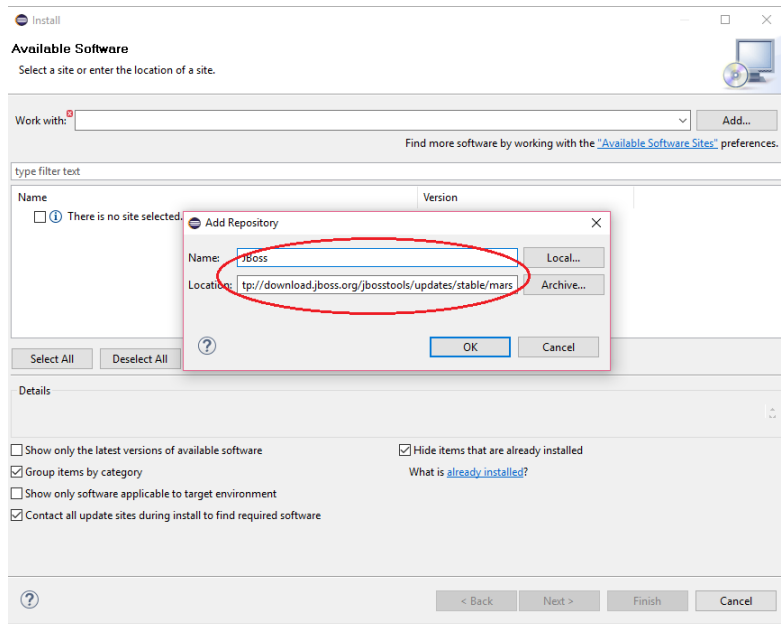 Install
Available Software
Select a site or enter the location of a site.
Work with:
Add...
Find more software by working with the "Available Software Sites" preferences.
type filter text
Name Version
There is no site selected.
Add Repository
Name: JBoss Local...
Location: tp://download.jboss.org/jbosstools/updates/stable/mars Archive...
OK Cancel
Select All Deselect All
Details
Show only the latest versions of available software Hide items that are already installed
Group items by category What is already installed?
Show only software applicable to target environment
Contact all update sites during install to find required software
< Back Next > Finish Cancel